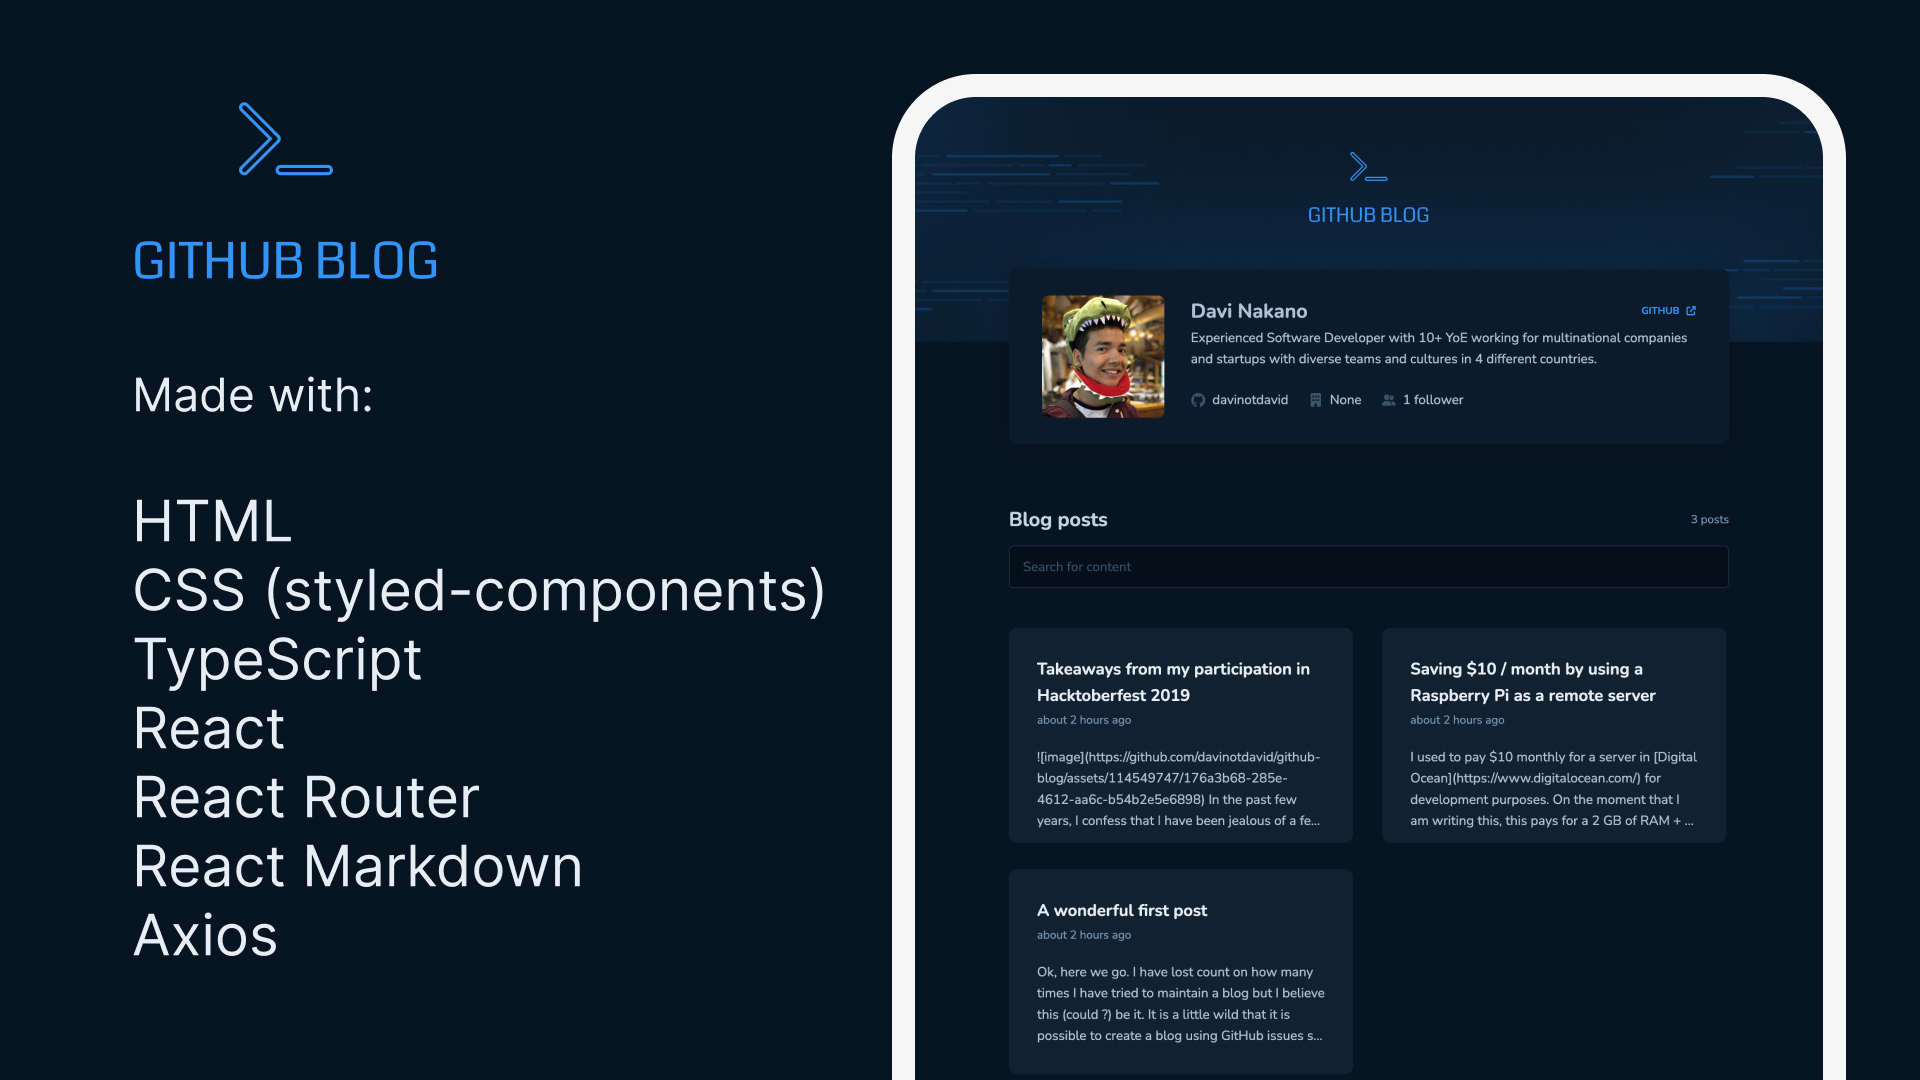 GITHUB BLOG
Made with:
HTML
CSS (styled-components)
TypeScript
React
React Router
React Markdown
Axios
GITHUB BLOG
Davi Nakano
GITHUB
Experienced Software Developer with 10+ YoE working for multinational companies
and startups with diverse teams and cultures in 4 different countries.
davinotdavid None 1 follower
Blog posts
3 posts
Search for content
Takeaways from my participation in
Hacktoberfest 2019
about 2 hours ago
![image](https://github.com/davinotdavid/github-
blog/assets/114549747/176a3b68-285e-
4612-aa6c-b54b2e5e6898) In the past few
years, I confess that I have been jealous of a fe...
Saving $10 / month by using a
Raspberry Pi as a remote server
about 2 hours ago
I used to pay $10 monthly for a server in [Digital
Ocean](https://www.digitalocean.com/) for
development purposes. On the moment that I
am writing this, this pays for a 2 GB of RAM + ...
A wonderful first post
about 2 hours ago
Ok, here we go. I have lost count on how many
times I have tried to maintain a blog but I believe
this (could ?) be it. It is a little wild that it is
possible to create a blog using GitHub issues s...